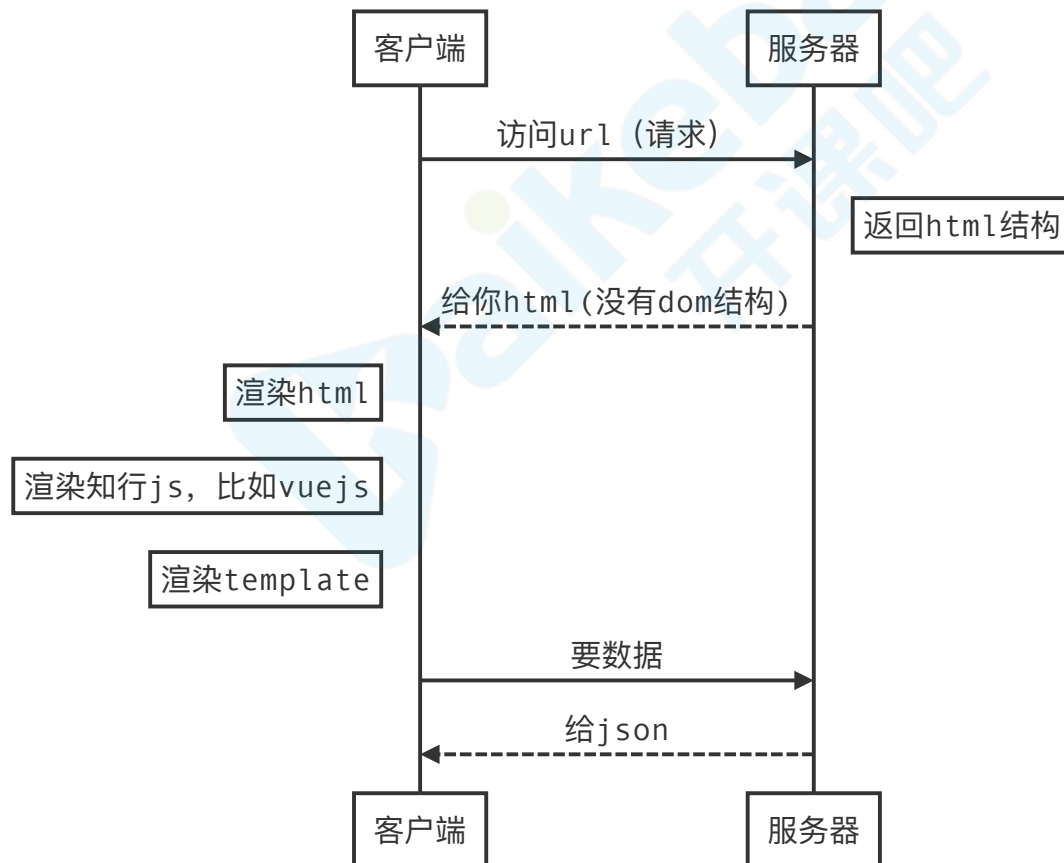 客户端
服务器
访问url（请求）
返回html结构
给你html(没有dom结构)
渲染html
渲染知行js，比如vuejs
渲染template
要数据
给json
客户端
服务器
开课吧